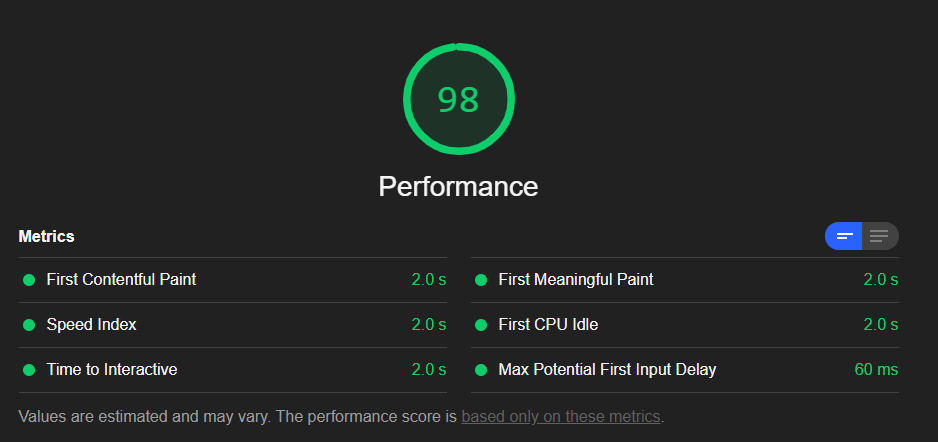 98
Performance
Metrics
First Contentful Paint 2.0 s
First Meaningful Paint 2.0 s
Speed Index 2.0 s
First CPU Idle 2.0 s
Time to Interactive 2.0 s
Max Potential First Input Delay 60 ms
Values are estimated and may vary. The performance score is based only on these metrics.